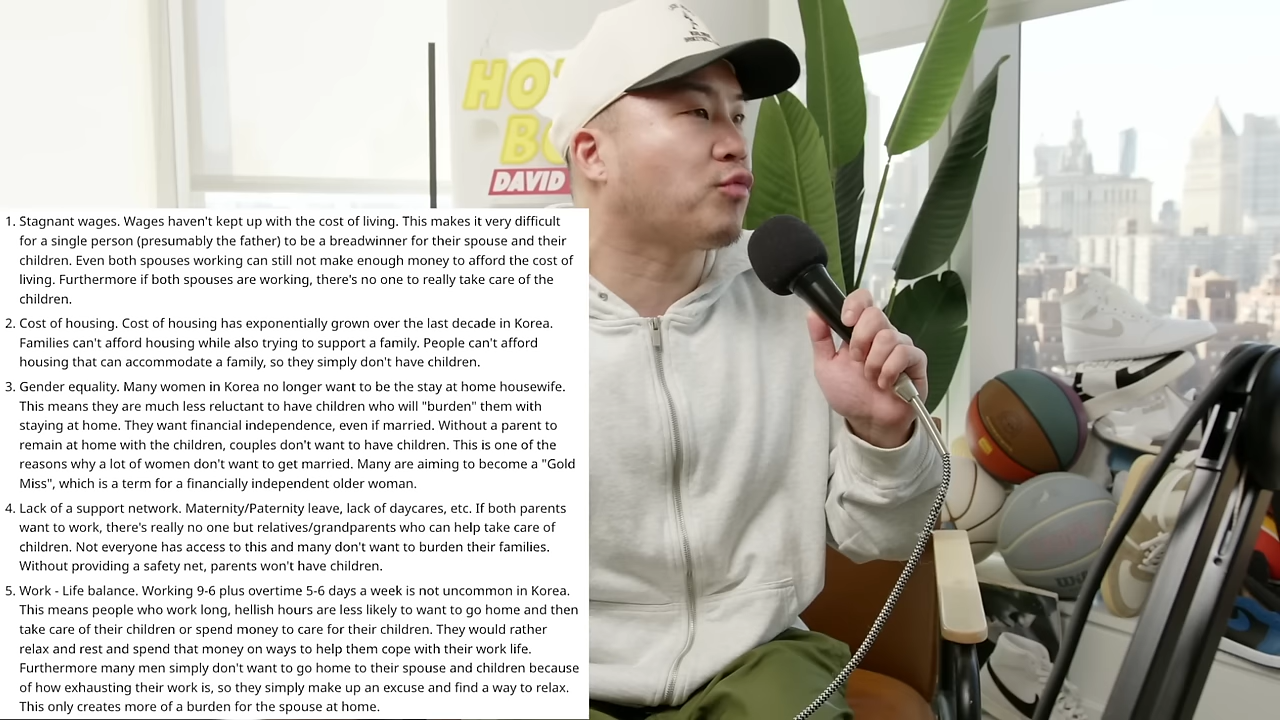 HO
BO
DAVID
1. Stagnant wages. Wages haven't kept up with the cost of living. This makes it very difficult
for a single person (presumably the father) to be a breadwinner for their spouse and their
children. Even both spouses working can still not make enough money to afford the cost of
living. Furthermore if both spouses are working, there's no one to really take care of the
children.
2. Cost of housing. Cost of housing has exponentially grown over the last decade in Korea.
Families can't afford housing while also trying to support a family. People can't afford
housing that can accommodate a family, so they simply don't have children.
3. Gender equality. Many women in Korea no longer want to be the stay at home housewife.
This means they are much less reluctant to have children who will "burden" them with
staying at home. They want financial independence, even if married. Without a parent to
remain at home with the children, couples don't want to have children. This is one of the
reasons why a lot of women don't want to get married. Many are aiming to become a "Gold
Miss", which is a term for a financially independent older woman.
4. Lack of a support network. Maternity/Paternity leave, lack of daycares, etc. If both parents
want to work, there's really no one but relatives/grandparents who can help take care of
children. Not everyone has access to this and many don't want to burden their families.
Without providing a safety net, parents won't have children.
5. Work - Life balance. Working 5-6 plus overtime 5-6 days a week is not uncommon in Korea.
This means people who work long, hellish hours are less likely to want to go home and then
take care of their children or spend money to care for their children. They would rather
relax and rest and spend that money on ways to help them cope with their work life.
Furthermore many men simply don't want to go home to their spouse and children because
of how exhausting their work is, so they simply make up an excuse and find a way to relax.
This only creates more of a burden for the spouse at home.